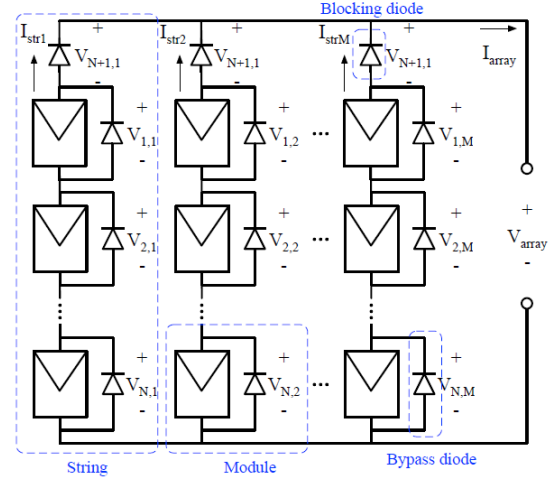 Blocking diode
I_str1 + V_N+1,1 -
I_str2 + V_N+1,1 -
I_strM + V_N+1,1 -
I_array
+ V_1,1 -
+ V_1,2 - ...
+ V_1,M -
+ V_2,1 -
+ V_2,2 -
+ V_2,M -
+ V_array -
+ V_N,1 -
+ V_N,2 - ...
+ V_N,M -
String
Module
Bypass diode